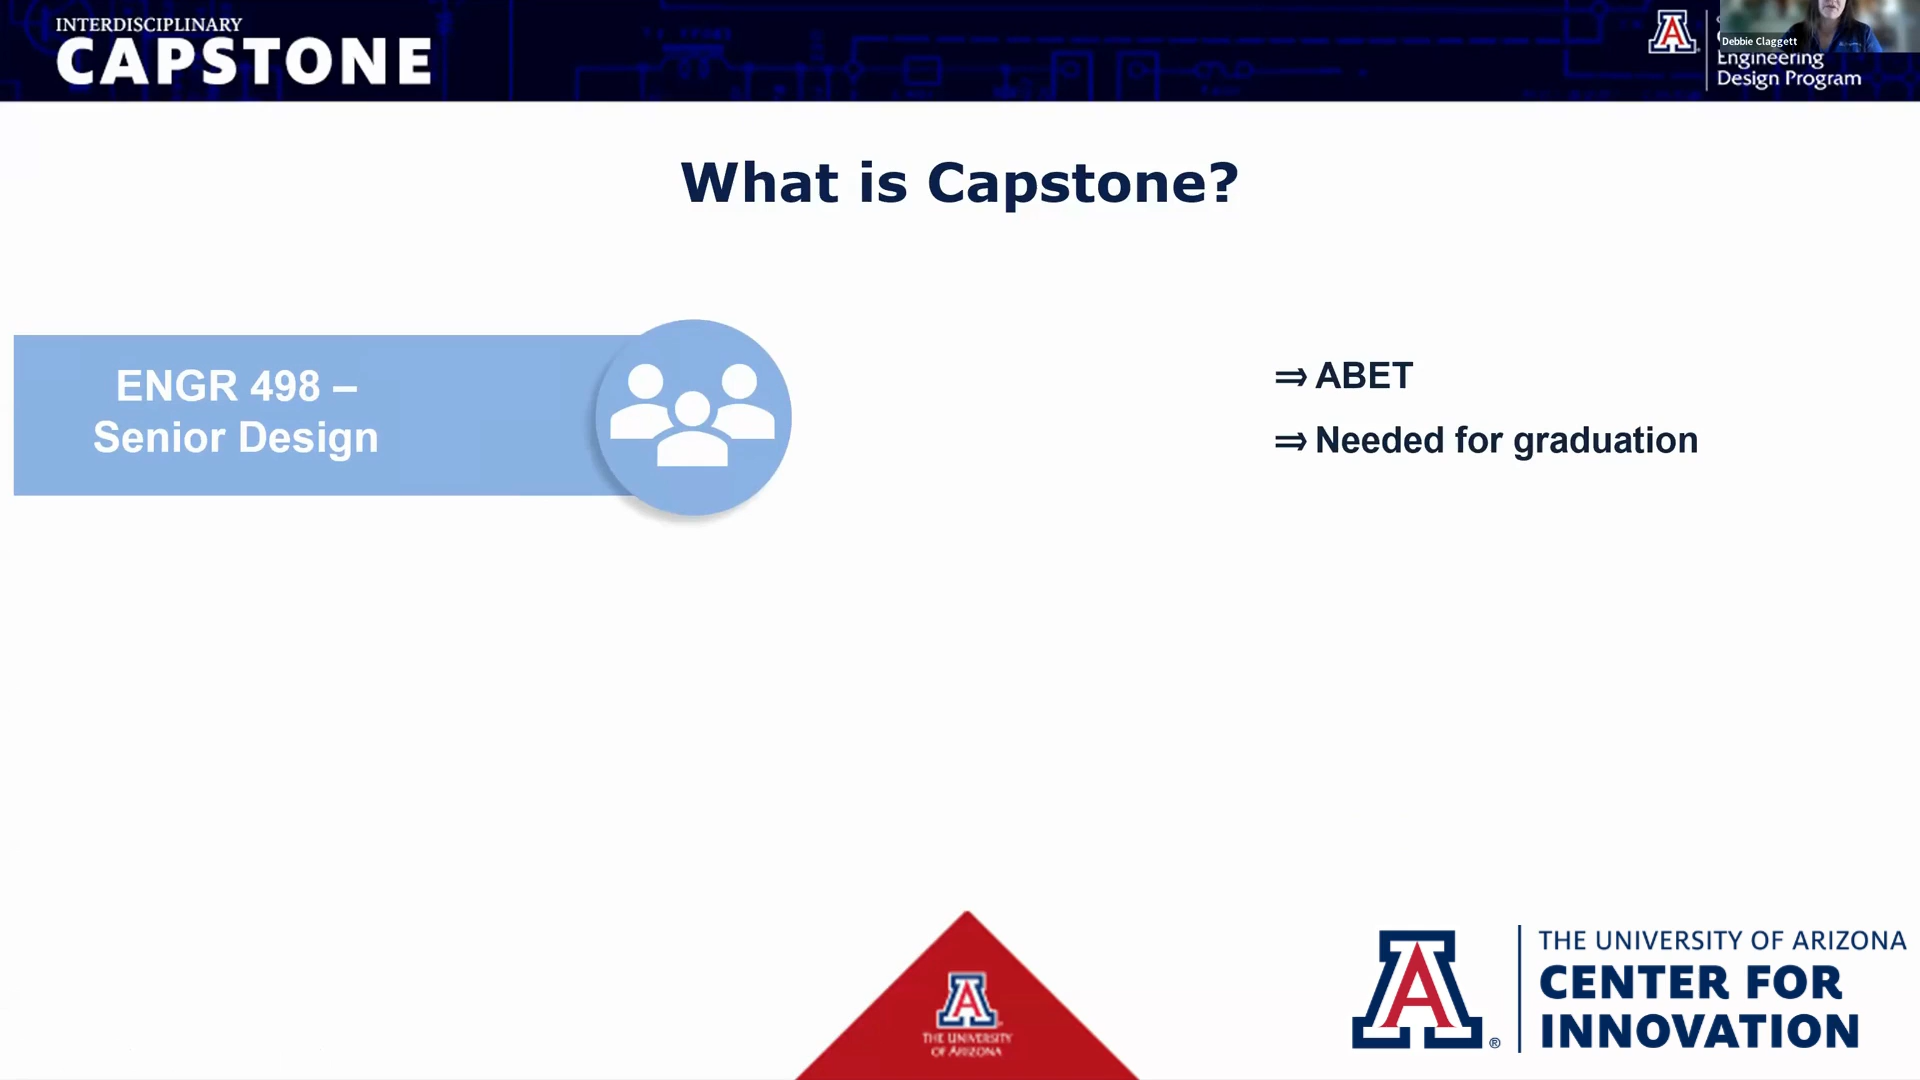 INTERDISCIPLINARY
CAPSTONE
Debbie Claggett
Engineering
Design Program
What is Capstone?
ENGR 498 –
Senior Design
⇒ ABET
⇒ Needed for graduation
THE UNIVERSITY
OF ARIZONA
THE UNIVERSITY OF ARIZONA
CENTER FOR
INNOVATION
®